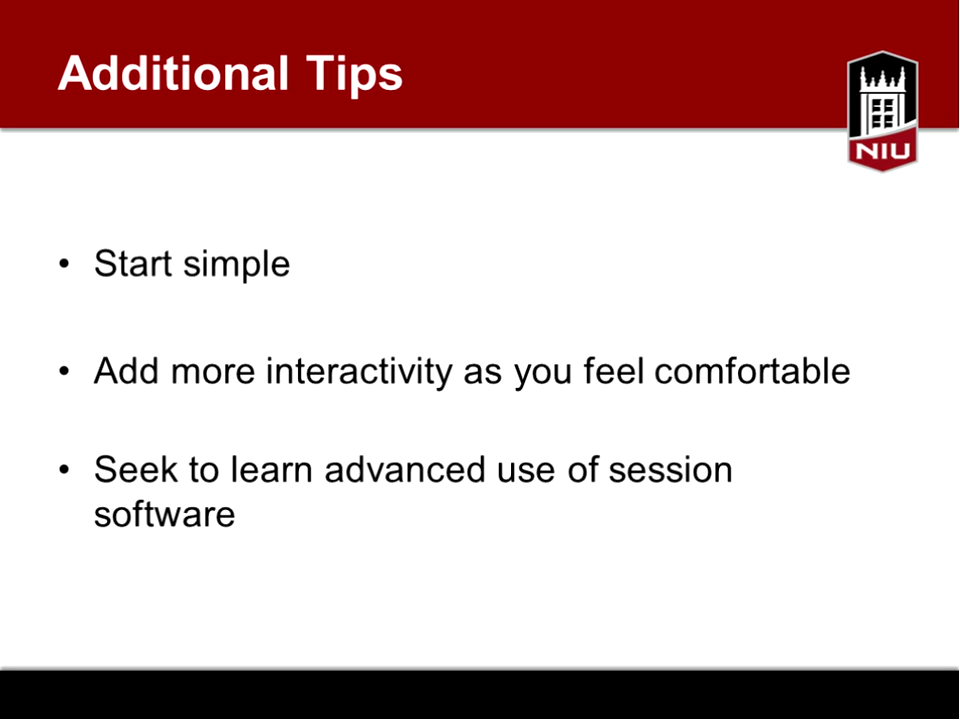 Additional Tips
NIU
• Start simple
• Add more interactivity as you feel comfortable
• Seek to learn advanced use of session
software